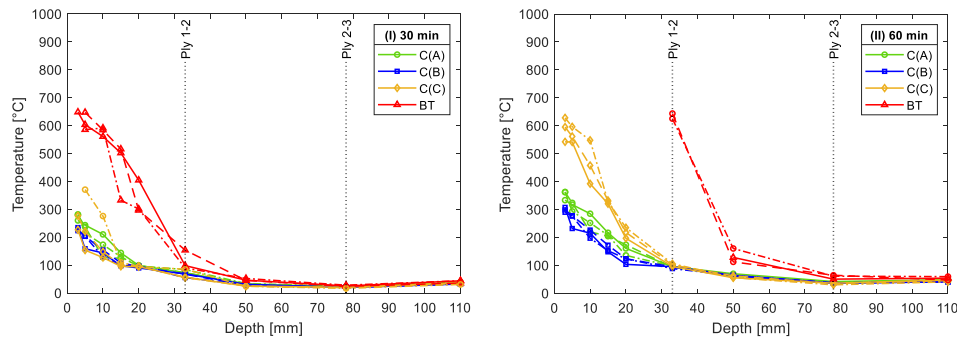 1000
900
800
700
600
500
400
300
200
100
0
Temperature [°C]
0 10 20 30 40 50 60 70 80 90 100 110
Depth [mm]
Ply 1-2
Ply 2-3
(I) 30 min
C(A)
C(B)
C(C)
BT
1000
900
800
700
600
500
400
300
200
100
0
Temperature [°C]
0 10 20 30 40 50 60 70 80 90 100 110
Depth [mm]
Ply 1-2
Ply 2-3
(II) 60 min
C(A)
C(B)
C(C)
BT